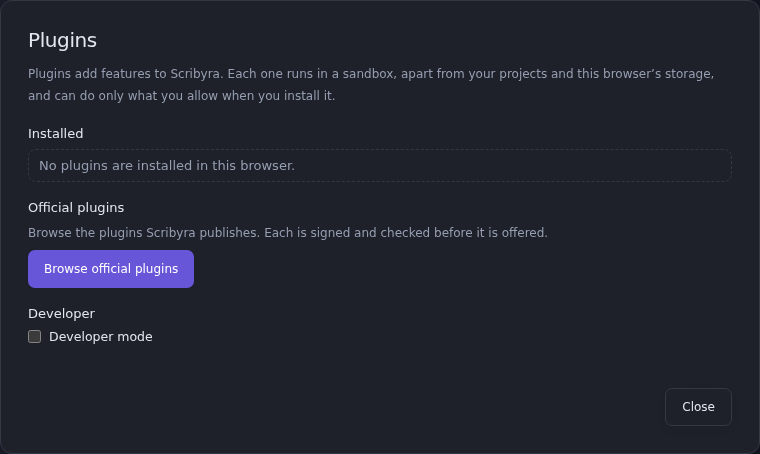 Plugins
Plugins add features to Scribyra. Each one runs in a sandbox, apart from your projects and this browser’s storage,
and can do only what you allow when you install it.
Installed
No plugins are installed in this browser.
Official plugins
Browse the plugins Scribyra publishes. Each is signed and checked before it is offered.
Browse official plugins
Developer
Developer mode
Close